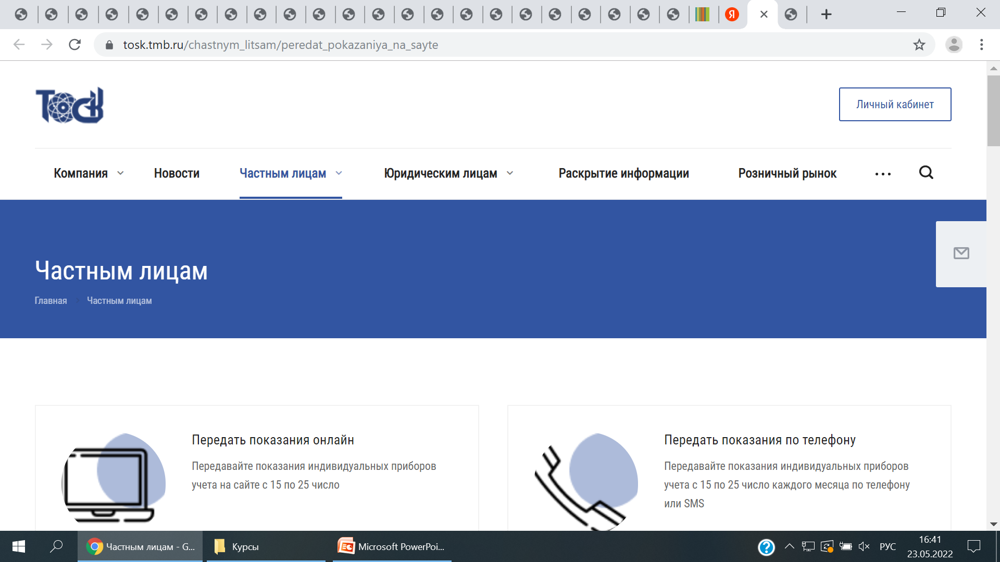 Я
tosk.tmb.ru/chastnym_litsam/peredat_pokazaniya_na_sayte
Тоск
Личный кабинет
Компания Новости Частным лицам Юридическим лицам Раскрытие информации Розничный рынок ...
Частным лицам
Главная Частным лицам
Передать показания онлайн
Передавайте показания индивидуальных приборов
учета на сайте с 15 по 25 число
Передать показания по телефону
Передавайте показания индивидуальных приборов
учета с 15 по 25 число каждого месяца по телефону
или SMS
Частным лицам - G...
Курсы
Microsoft PowerPoi...
РУС
16:41
23.05.2022